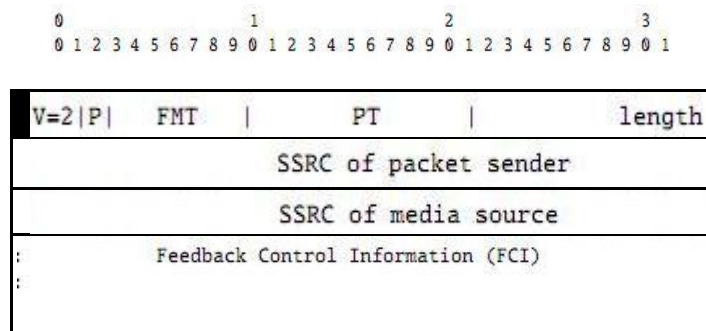 0 1 2 3
0 1 2 3 4 5 6 7 8 9 0 1 2 3 4 5 6 7 8 9 0 1 2 3 4 5 6 7 8 9 0 1
V=2|P| FMT | PT | length
SSRC of packet sender
SSRC of media source
: Feedback Control Information (FCI)
: